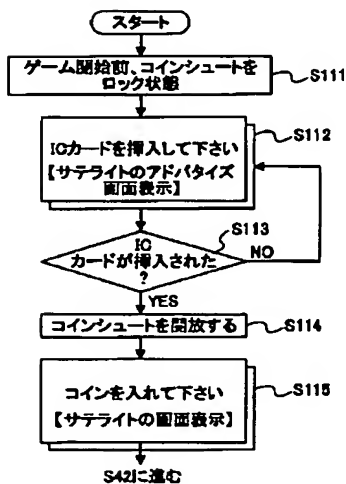 スタート
ゲーム開始前、コインシュートを
ロック状態
S111
ICカードを挿入して下さい
【サテライトのアドバタイズ
画面表示】
S112
S113
IC
カードが挿入された
?
NO
YES
コインシュートを開放する
S114
コインを入れて下さい
【サテライトの画面表示】
S115
S42に進む